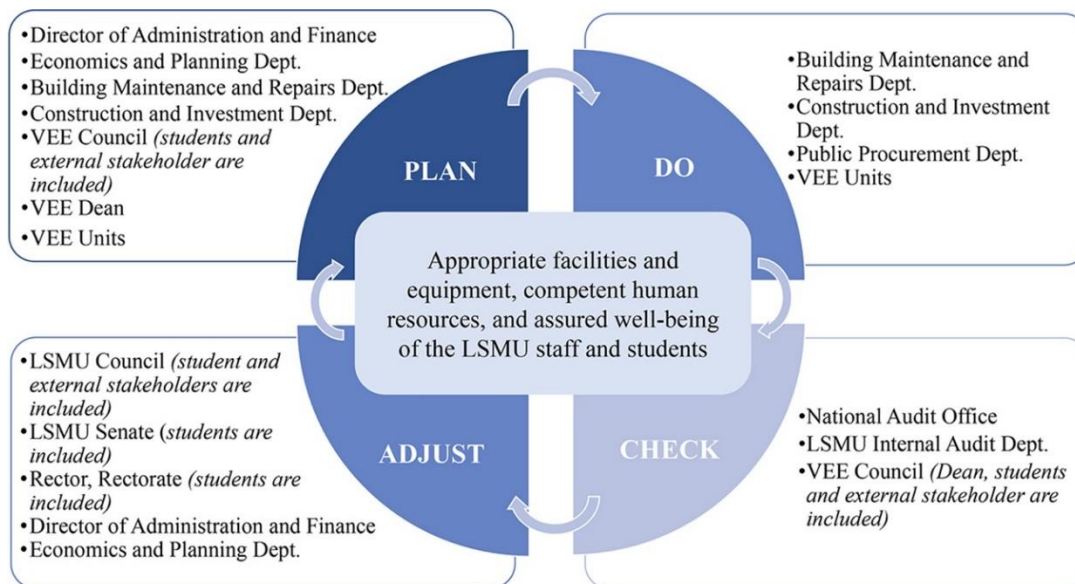 •Director of Administration and Finance
•Economics and Planning Dept.
•Building Maintenance and Repairs Dept.
•Construction and Investment Dept.
•VEE Council (students and
external stakeholder are
included)
•VEE Dean
•VEE Units
PLAN
•Building Maintenance and
Repairs Dept.
•Construction and Investment
Dept.
•Public Procurement Dept.
•VEE Units
DO
Appropriate facilities and
equipment, competent human
resources, and assured well-being
of the LSMU staff and students
•LSMU Council (student and
external stakeholders are
included)
•LSMU Senate (students are
included)
•Rector, Rectorate (students are
included)
•Director of Administration and Finance
•Economics and Planning Dept.
ADJUST
CHECK
•National Audit Office
•LSMU Internal Audit Dept.
•VEE Council (Dean, students
and external stakeholder are
included)